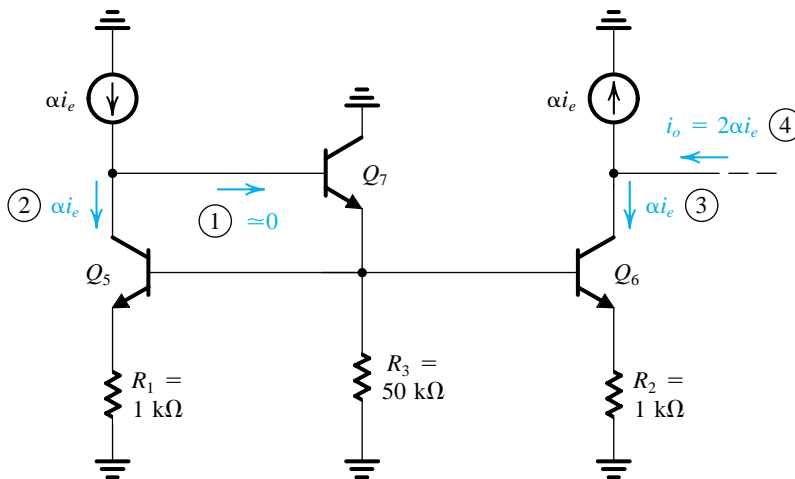 αi_e
αi_e
i_o = 2αi_e ④
Q_7
② αi_e
① ≃0
αi_e ③
Q_5
Q_6
R_1 =
1 kΩ
R_3 =
50 kΩ
R_2 =
1 kΩ